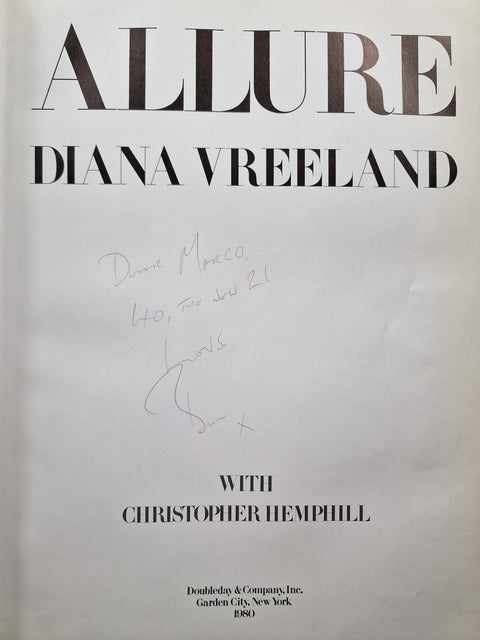 ALLURE
DIANA VREELAND
Dear Marco,
40, THE NEW 21
LOVE
x
WITH
CHRISTOPHER HEMPHILL
Doubleday & Company, Inc.
Garden City, New York
1980